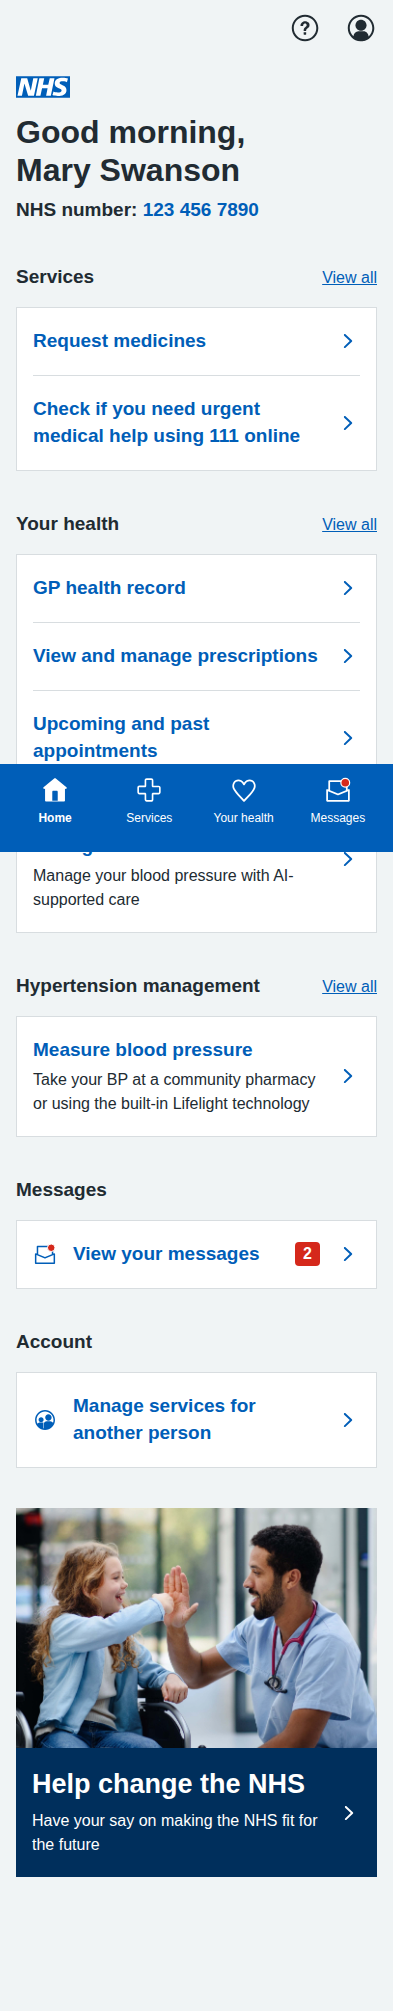 NHS
Good morning,
Mary Swanson
NHS number: 123 456 7890
Services View all
Request medicines
Check if you need urgent
medical help using 111 online
Your health View all
GP health record
View and manage prescriptions
Upcoming and past
appointments
Home Services Your health Messages
Manage your blood pressure with AI-
supported care
Hypertension management View all
Measure blood pressure
Take your BP at a community pharmacy
or using the built-in Lifelight technology
Messages
View your messages 2
Account
Manage services for
another person
Help change the NHS
Have your say on making the NHS fit for
the future